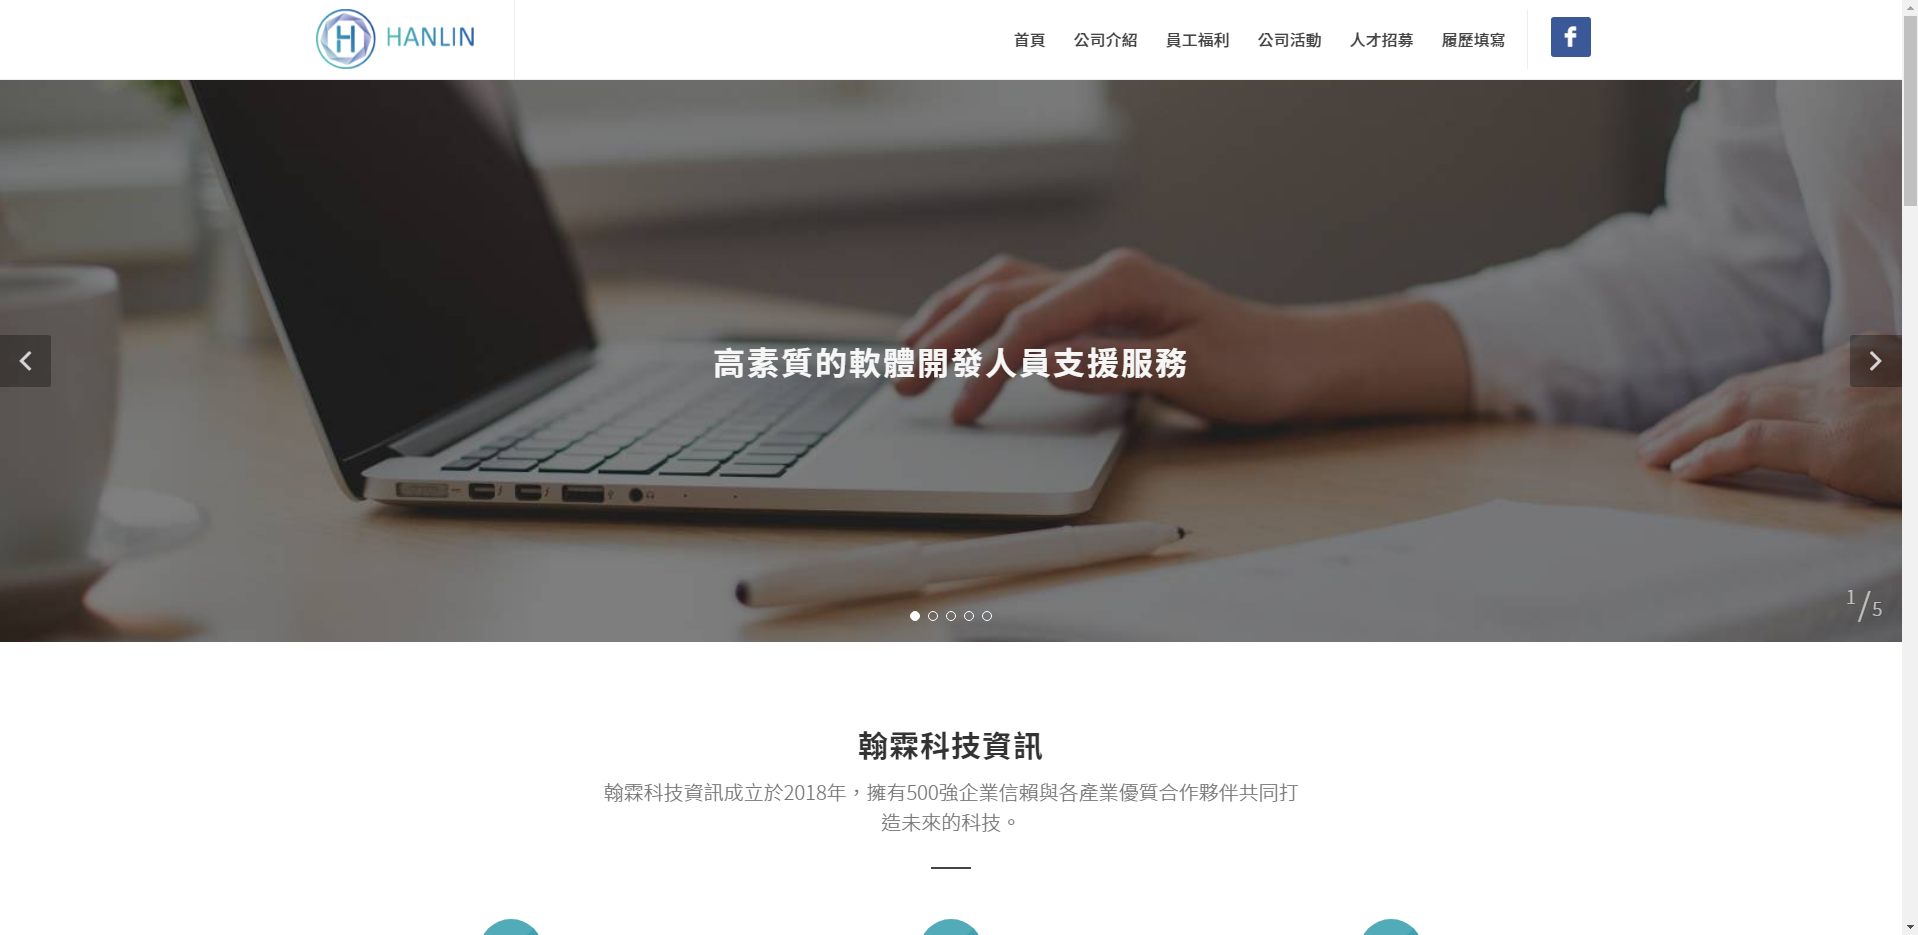 HANLIN
首頁 公司介紹 員工福利 公司活動 人才招募 履歷填寫
高素質的軟體開發人員支援服務
1/5
翰霖科技資訊
翰霖科技資訊成立於2018年，擁有500強企業信賴與各產業優質合作夥伴共同打
造未來的科技。